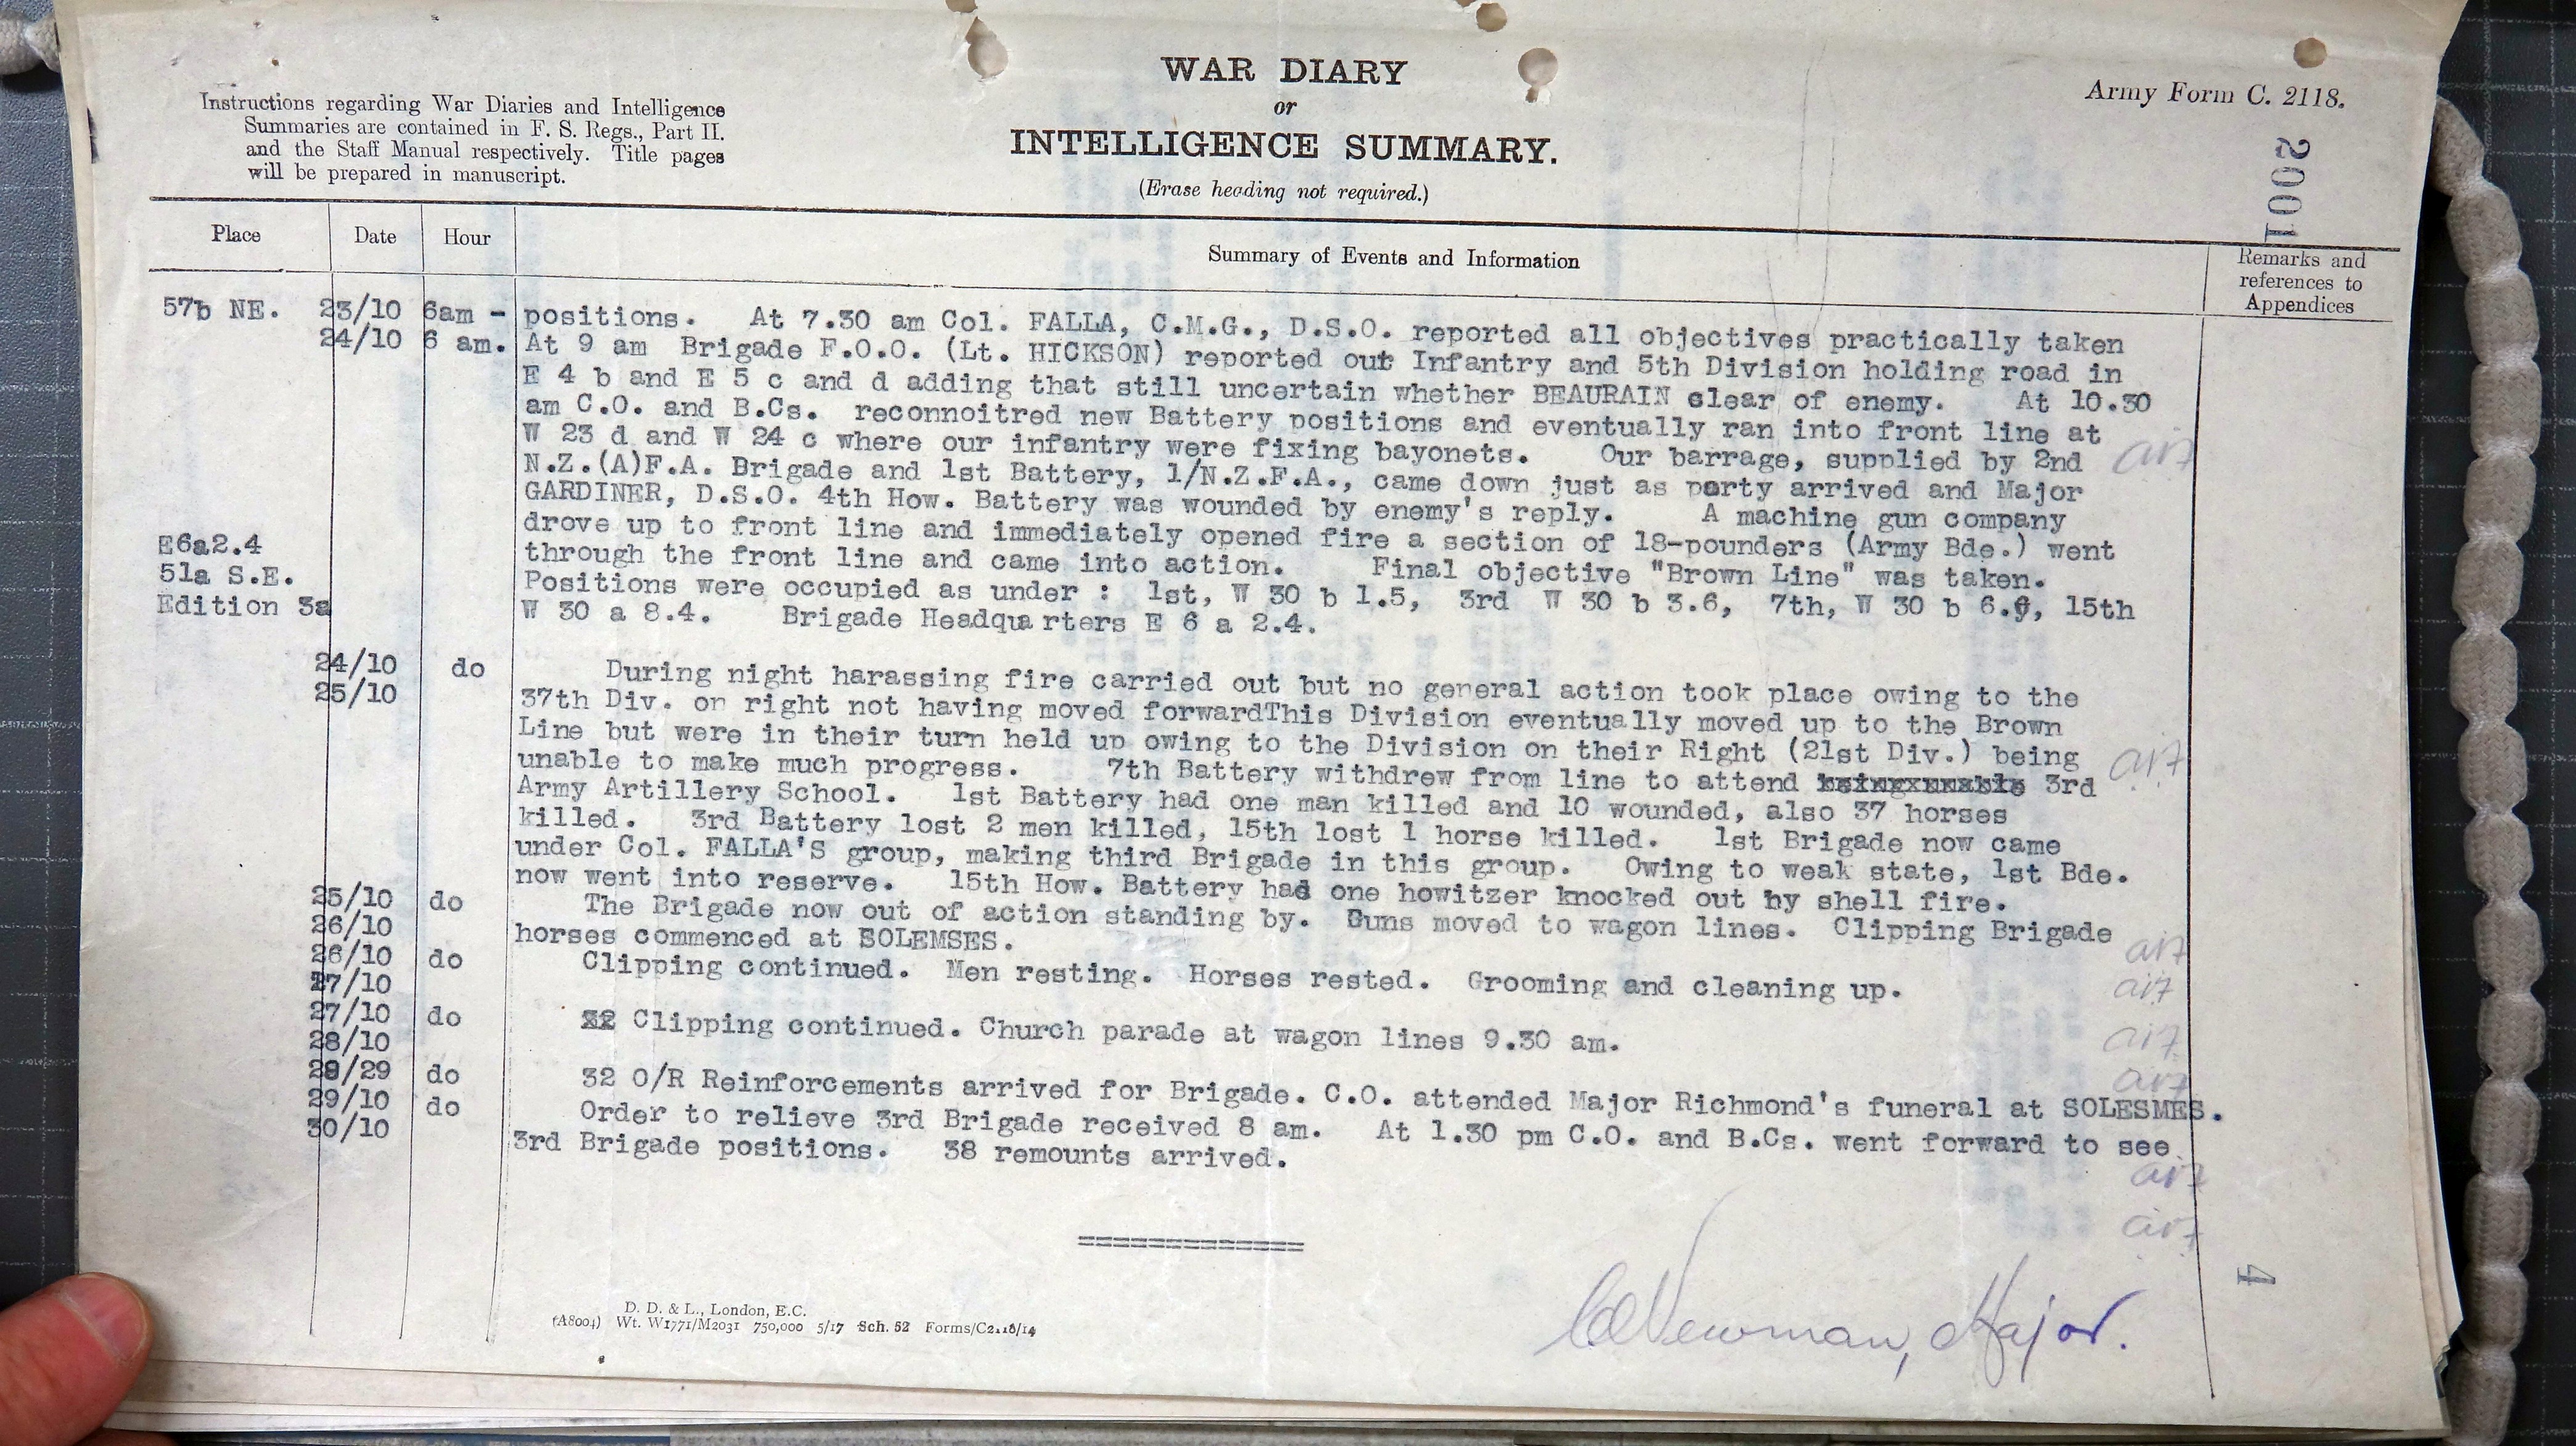 WAR DIARY
or
INTELLIGENCE SUMMARY.
(Erase heading not required.)
Instructions regarding War Diaries and Intelligence
Summaries are contained in F. S. Regs., Part II.
and the Staff Manual respectively. Title pages
will be prepared in manuscript.
Army Form C. 2118.
2001
Place Date Hour Summary of Events and Information Remarks and
references to
Appendices
57b NE. 23/10 6am - positions. At 7.30 am Col. FALLA, C.M.G., D.S.O. reported all objectives practically taken
24/10 6 am. At 9 am Brigade F.O.O. (Lt. HICKSON) reported out Infantry and 5th Division holding road in
E 4 b and E 5 c and d adding that still uncertain whether BEAURAIN clear of enemy. At 10.30
am C.O. and B.Cs. reconnoitred new Battery positions and eventually ran into front line at
W 23 d and W 24 c where our infantry were fixing bayonets. Our barrage, supplied by 2nd
N.Z.(A)F.A. Brigade and 1st Battery, 1/N.Z.F.A., came down just as party arrived and Major
GARDINER, D.S.O. 4th How. Battery was wounded by enemy's reply. A machine gun company
drove up to front line and immediately opened fire a section of 18-pounders (Army Bde.) went
E6a2.4 through the front line and came into action. Final objective "Brown Line" was taken.
51a S.E. Positions were occupied as under : 1st, W 30 b 1.5, 3rd W 30 b 3.6, 7th, W 30 b 6.9, 15th
Edition 3a W 30 a 8.4. Brigade Headquarters E 6 a 2.4.
24/10 do During night harassing fire carried out but no general action took place owing to the
25/10 37th Div. on right not having moved forwardThis Division eventually moved up to the Brown
Line but were in their turn held up owing to the Division on their Right (21st Div.) being
unable to make much progress. 7th Battery withdrew from line to attend 3rd
Army Artillery School. 1st Battery had one man killed and 10 wounded, also 37 horses
killed. 3rd Battery lost 2 men killed, 15th lost 1 horse killed. 1st Brigade now came
under Col. FALLA'S group, making third Brigade in this group. Owing to weak state, 1st Bde.
now went into reserve. 15th How. Battery had one howitzer knocked out by shell fire.
25/10 do The Brigade now out of action standing by. Guns moved to wagon lines. Clipping Brigade
26/10 horses commenced at SOLEMSES.
26/10 do Clipping continued. Men resting. Horses rested. Grooming and cleaning up.
27/10
27/10 do Clipping continued. Church parade at wagon lines 9.30 am.
28/10
28/29 do 32 O/R Reinforcements arrived for Brigade. C.O. attended Major Richmond's funeral at SOLESMES.
29/10 do Order to relieve 3rd Brigade received 8 am. At 1.30 pm C.O. and B.Cs. went forward to see
30/10 3rd Brigade positions. 38 remounts arrived.
Newman, Major.
4
D. D. & L., London, E.C.
(A8004) Wt. W1771/M2031 750,000 5/17 Sch. 52 Forms/C2118/14